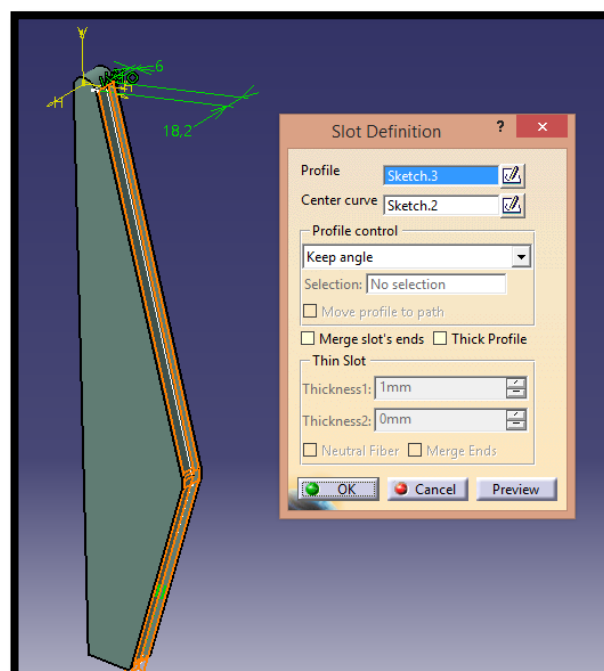 Y
6
H
18,2
Slot Definition ? ×
Profile Sketch.3
Center curve Sketch.2
Profile control
Keep angle
Selection: No selection
Move profile to path
Merge slot's ends Thick Profile
Thin Slot
Thickness1: 1mm
Thickness2: 0mm
Neutral Fiber Merge Ends
OK Cancel Preview